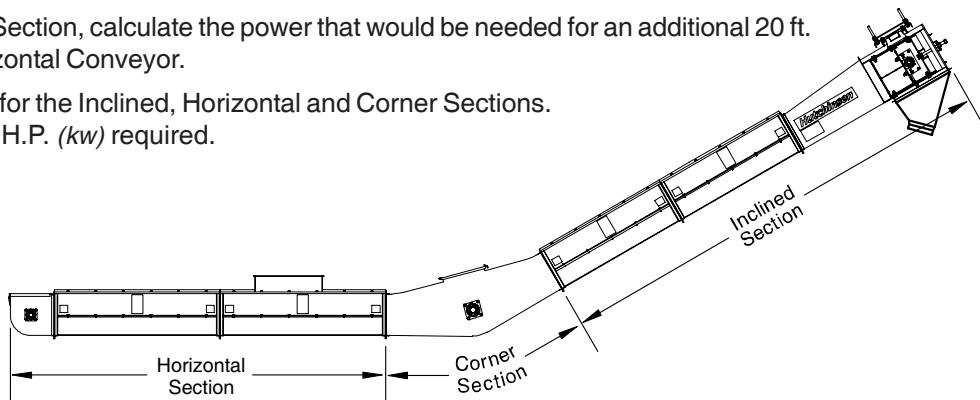 Section, calculate the power that would be needed for an additional 20 ft.
zontal Conveyor.
for the Inclined, Horizontal and Corner Sections.
H.P. (kw) required.
Hutchinson
Inclined
Section
Corner
Section
Horizontal
Section